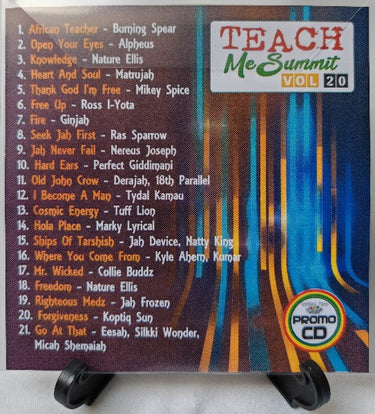 TEACH
Me Summit
VOL 20
1. African Teacher - Burning Spear
2. Open Your Eyes - Alpheus
3. Knowledge - Nature Ellis
4. Heart And Soul - Matrujah
5. Thank God I'm Free - Mikey Spice
6. Free Up - Ross I-Yota
7. Fire - Ginjah
8. Seek Jah First - Ras Sparrow
9. Jah Never Fail - Nereus Joseph
10. Hard Ears - Perfect Giddimani
11. Old John Crow - Derajah, 18th Parallel
12. I Become A Man - Tydal Kamau
13. Cosmic Energy - Tuff Lion
14. Hola Place - Marky Lyrical
15. Ships Of Tarshish - Jah Device, Natty King
16. Where You Come From - Kyle Ahern, Kumar
17. Mr. Wicked - Collie Buddz
18. Freedom - Nature Ellis
19. Righteous Medz - Jah Frozen
20. Forgiveness - Koptiq Sun
21. Go At That - Eesah, Silkki Wonder,
Micah Shemaiah
PROMO
CD